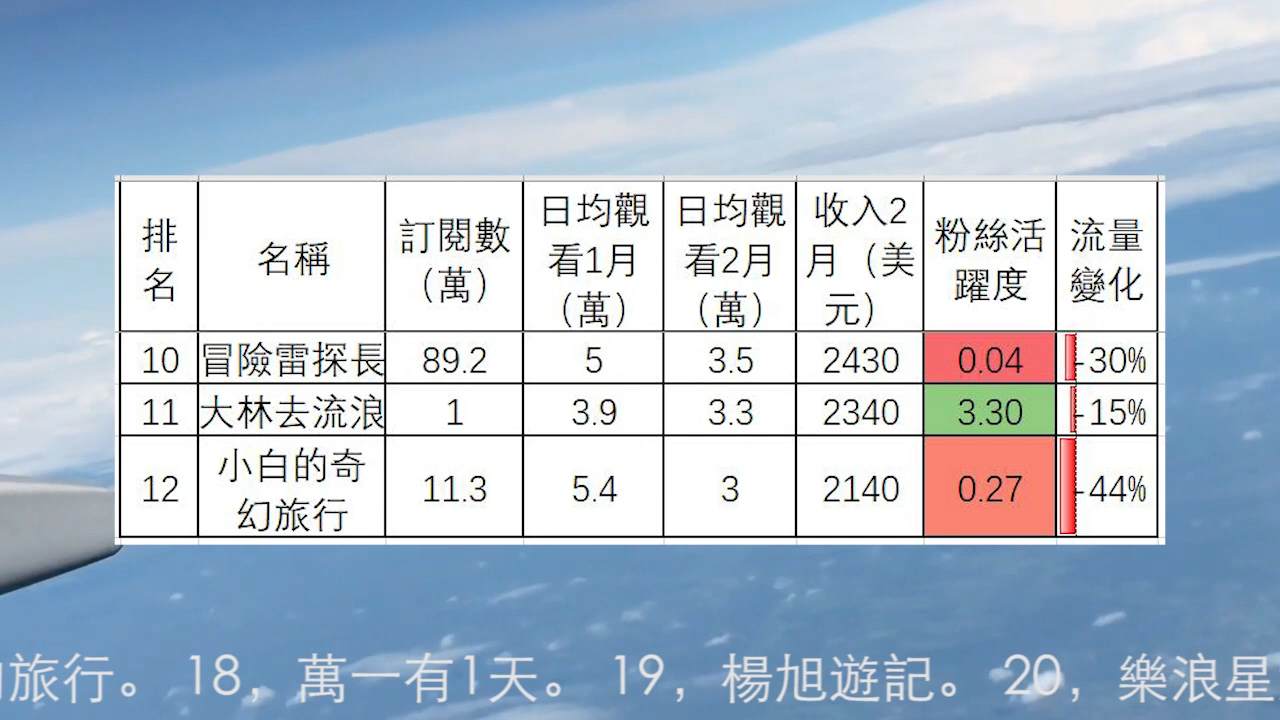 排名 名稱 訂閱數（萬） 日均觀看1月（萬） 日均觀看2月（萬） 收入2月（美元） 粉絲活躍度 流量變化
10 冒險雷探長 89.2 5 3.5 2430 0.04 -30%
11 大林去流浪 1 3.9 3.3 2340 3.30 -15%
12 小白的奇幻旅行 11.3 5.4 3 2140 0.27 -44%
旅行。18，萬一有1天。19，楊旭遊記。20，樂浪星